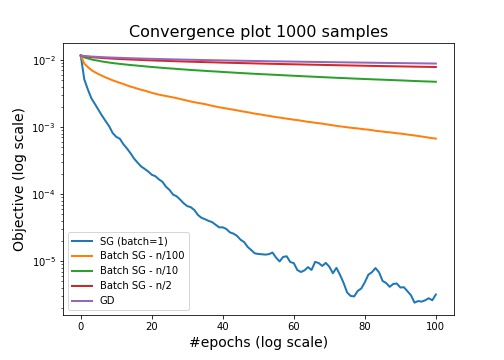 Convergence plot 1000 samples
Objective (log scale)
10⁻²
10⁻³
10⁻⁴
10⁻⁵
SG (batch=1)
Batch SG - n/100
Batch SG - n/10
Batch SG - n/2
GD
0 20 40 60 80 100
#epochs (log scale)